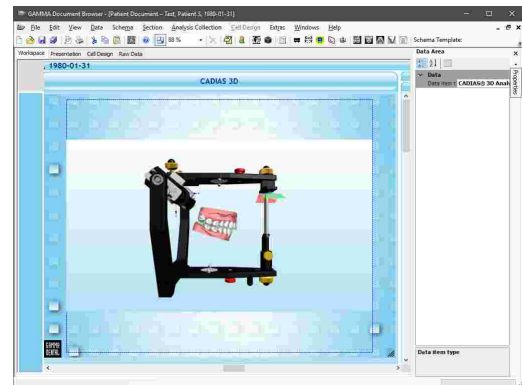 GAMMA Document Browser - [Patient Document - Test, Patient 3, 1980-01-31]
File Edit View Data Scheme Section Analysis Collection Cell Design Extras Windows Help
88 %
Schema Template:
Workspace Presentation Cell Design Raw Data
Data Area
1980-01-31
CADIAS 3D
Data
Data item t CADIAS® 3D Anal
Properties
GAMMA
DENTAL
Data item type